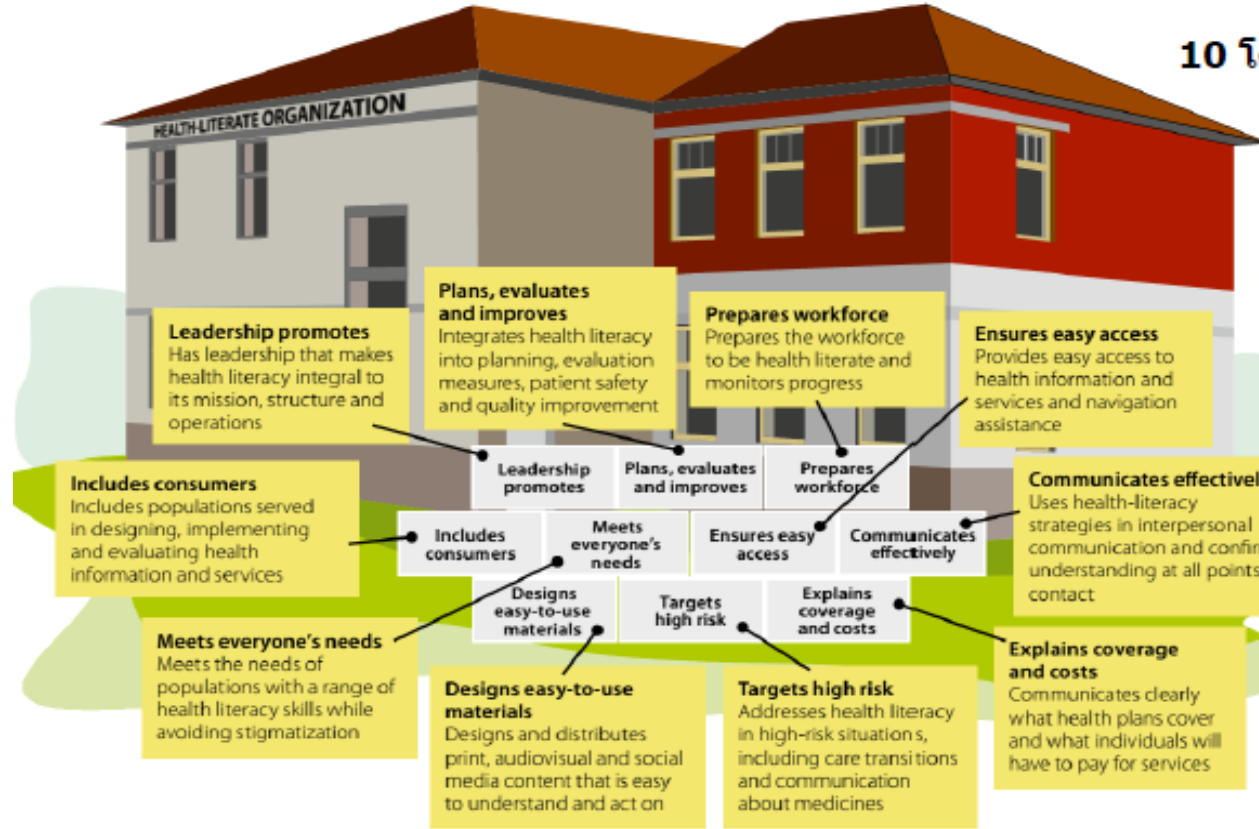 10 โ
HEALTH-LITERATE ORGANIZATION
Leadership promotes
Has leadership that makes
health literacy integral to
its mission, structure and
operations
Plans, evaluates
and improves
Integrates health literacy
into planning, evaluation
measures, patient safety
and quality improvement
Prepares workforce
Prepares the workforce
to be health literate and
monitors progress
Ensures easy access
Provides easy access to
health information and
services and navigation
assistance
Includes consumers
Includes populations served
in designing, implementing
and evaluating health
information and services
Leadership
promotes
Plans, evaluates
and improves
Prepares
workforce
Includes
consumers
Meets
everyone's
needs
Ensures easy
access
Communicates
effectively
Designs
easy-to-use
materials
Targets
high risk
Explains
coverage
and costs
Communicates effectivel
Uses health-literacy
strategies in interpersonal
communication and confir
understanding at all points
contact
Meets everyone's needs
Meets the needs of
populations with a range of
health literacy skills while
avoiding stigmatization
Designs easy-to-use
materials
Designs and distributes
print, audiovisual and social
media content that is easy
to understand and act on
Targets high risk
Addresses health literacy
in high-risk situations,
including care transitions
and communication
about medicines
Explains coverage
and costs
Communicates clearly
what health plans cover
and what individuals will
have to pay for services